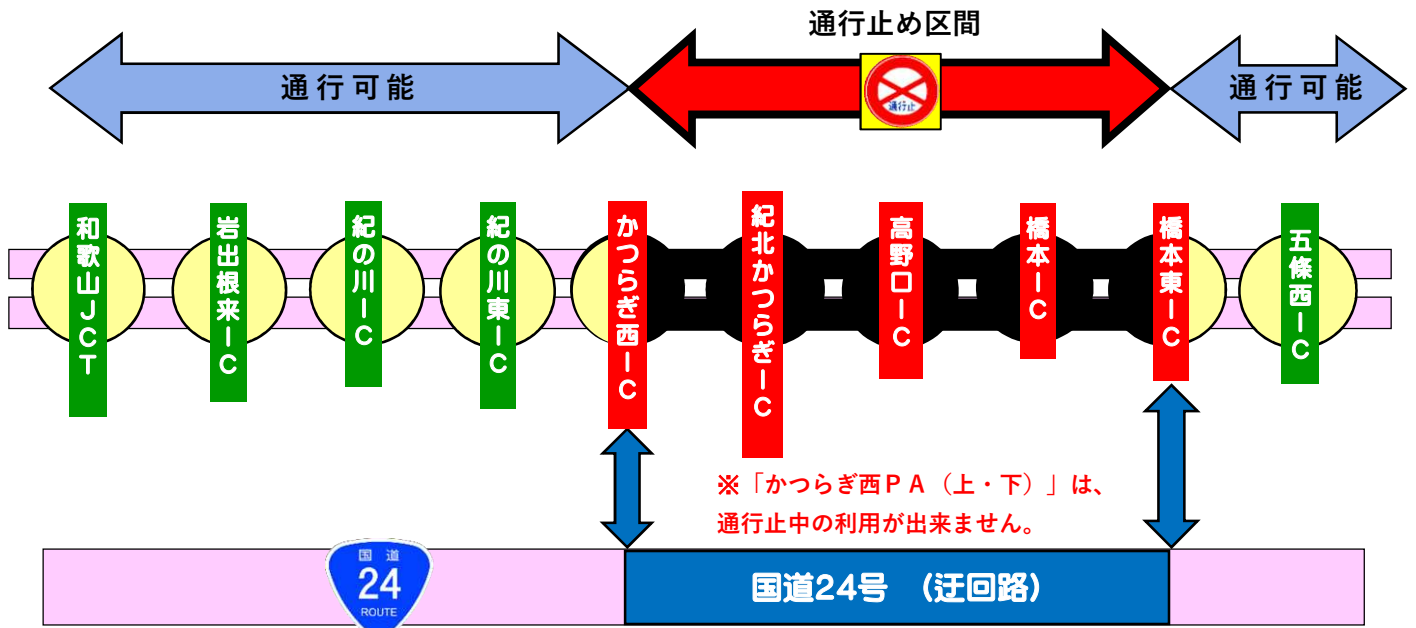 通行止め区間
通行可能
通行止
通行可能
和歌山JCT
岩出根来IC
紀の川IC
紀の川東IC
かつらぎ西IC
紀北かつらぎIC
高野口IC
橋本IC
橋本東IC
五條西IC
※「かつらぎ西PA（上・下）」は、
通行止中の利用が出来ません。
国道
24
ROUTE
国道24号　（迂回路）